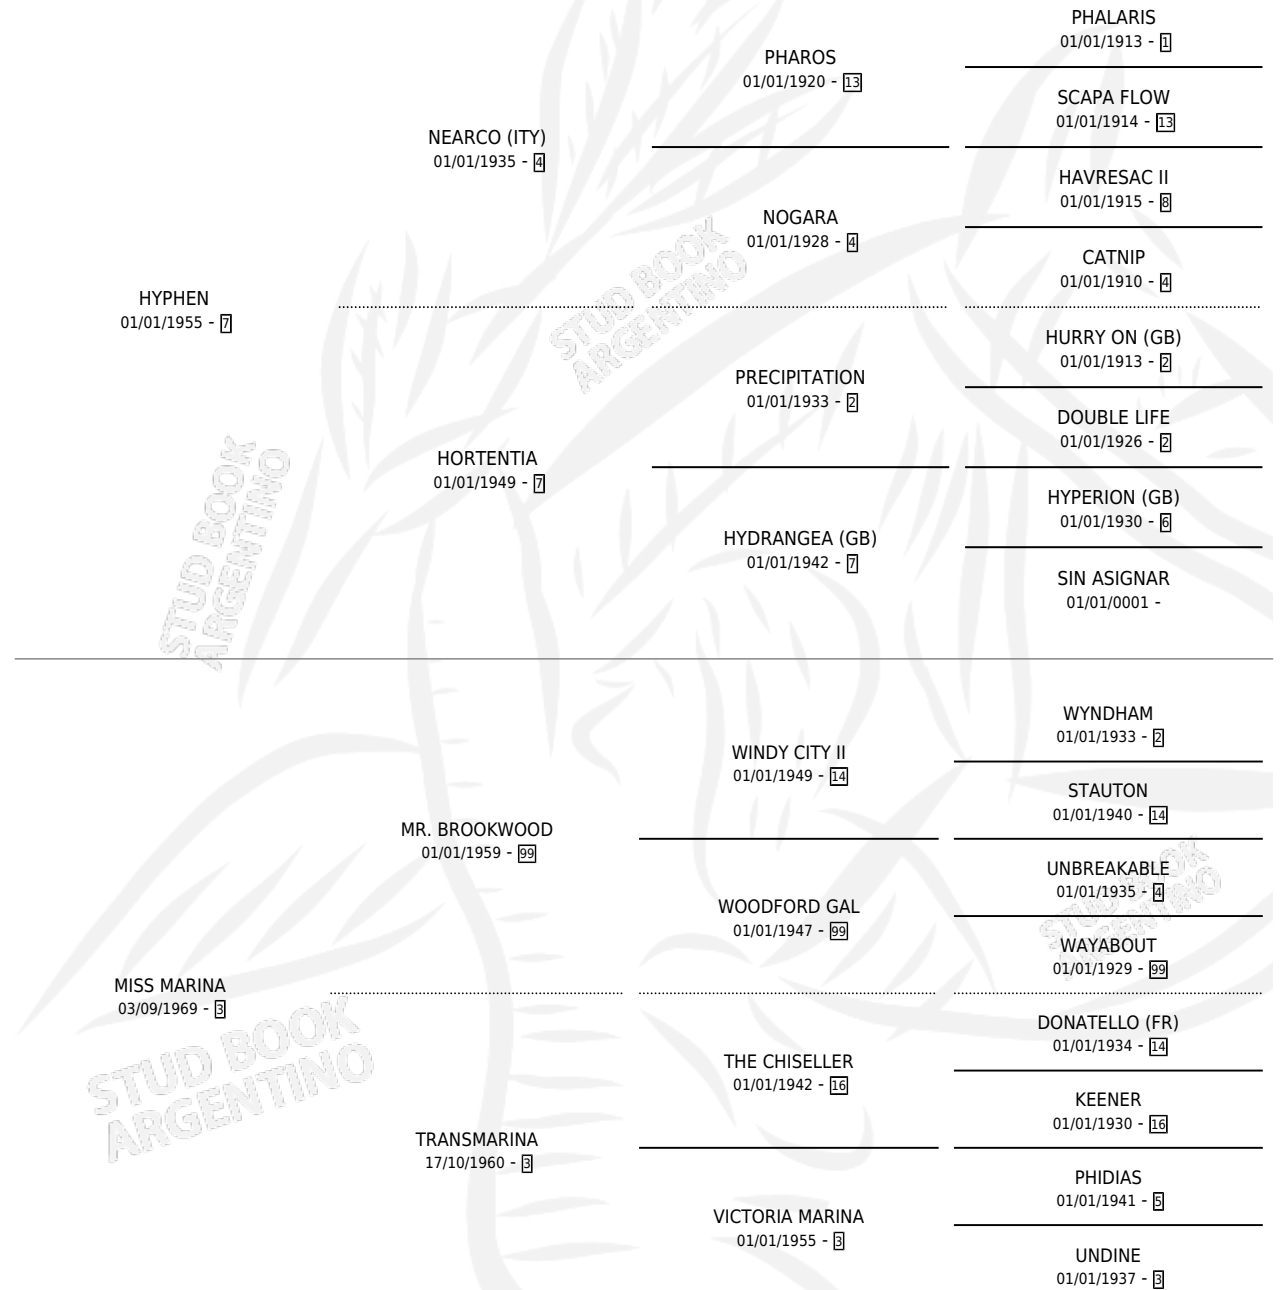 PHALARIS
01/01/1913 - 1
PHAROS
01/01/1920 - 13
SCAPA FLOW
01/01/1914 - 13
NEARCO (ITY)
01/01/1935 - 4
HAVRESAC II
01/01/1915 - 8
NOGARA
01/01/1928 - 4
CATNIP
01/01/1910 - 4
HYPHEN
01/01/1955 - 7
HURRY ON (GB)
01/01/1913 - 2
PRECIPITATION
01/01/1933 - 2
DOUBLE LIFE
01/01/1926 - 2
HORTENTIA
01/01/1949 - 7
HYPERION (GB)
01/01/1930 - 6
HYDRANGEA (GB)
01/01/1942 - 7
SIN ASIGNAR
01/01/0001 -
WYNDHAM
01/01/1933 - 2
WINDY CITY II
01/01/1949 - 14
STAUTON
01/01/1940 - 14
MR. BROOKWOOD
01/01/1959 - 99
UNBREAKABLE
01/01/1935 - 4
WOODFORD GAL
01/01/1947 - 99
WAYABOUT
01/01/1929 - 99
MISS MARINA
03/09/1969 - 3
DONATELLO (FR)
01/01/1934 - 14
THE CHISELLER
01/01/1942 - 16
KEENER
01/01/1930 - 16
TRANSMARINA
17/10/1960 - 3
PHIDIAS
01/01/1941 - 5
VICTORIA MARINA
01/01/1955 - 3
UNDINE
01/01/1937 - 3
STUD BOOK
ARGENTINO
STUD BOOK
ARGENTINO
STUD BOOK
ARGENTINO
STUD BOOK
ARGENTINO